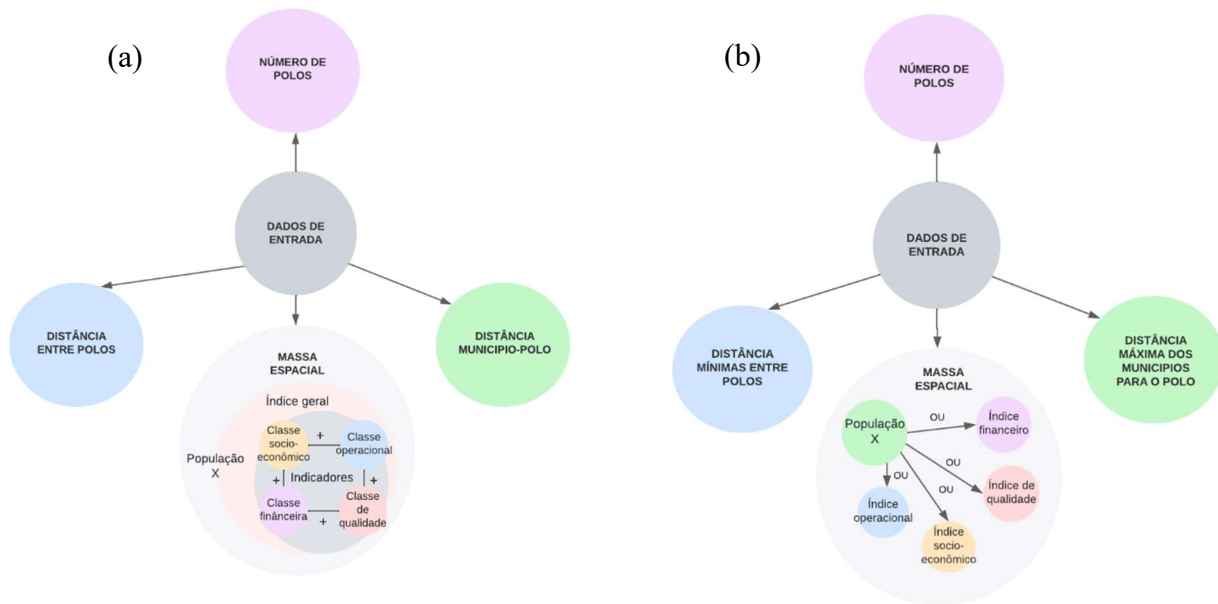 (a)
NÚMERO DE
POLOS
DADOS DE
ENTRADA
DISTÂNCIA
ENTRE POLOS
DISTÂNCIA
MUNICIPIO-POLO
MASSA
ESPACIAL
Índice geral
Classe
socio-
econômico
+
Classe
operacional
População
X
+
Indicadores
+
Classe
finânceira
+
Classe
de
qualidade
(b)
NÚMERO DE
POLOS
DADOS DE
ENTRADA
DISTÂNCIA
MÍNIMAS ENTRE
POLOS
DISTÂNCIA
MÁXIMA DOS
MUNICIPIOS
PARA O POLO
MASSA
ESPACIAL
População
X
OU
Índice
financeiro
OU
Índice de
qualidade
OU
Índice
operacional
OU
Índice
socio-
econômico